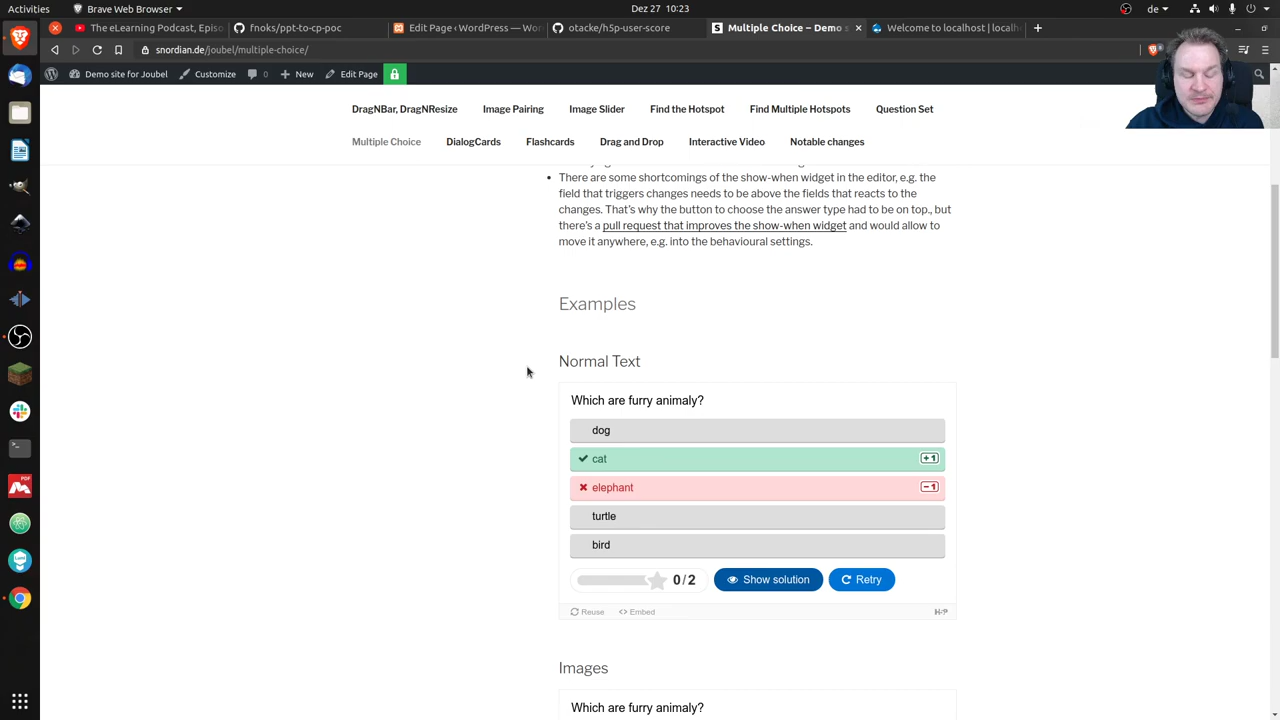 Activities
Brave Web Browser
Dez 27 10:23
de
The eLearning Podcast, Episo
fnoks/ppt-to-cp-poc
Edit Page ‹ WordPress — Wor
otacke/h5p-user-score
Multiple Choice – Demo s
Welcome to localhost | localh
snordian.de/joubel/multiple-choice/
Demo site for Joubel
Customize
0
New
Edit Page
DragNBar, DragNResize
Image Pairing
Image Slider
Find the Hotspot
Find Multiple Hotspots
Question Set
Multiple Choice
DialogCards
Flashcards
Drag and Drop
Interactive Video
Notable changes
• There are some shortcomings of the show-when widget in the editor, e.g. the
field that triggers changes needs to be above the fields that reacts to the
changes. That's why the button to choose the answer type had to be on top., but
there's a pull request that improves the show-when widget and would allow to
move it anywhere, e.g. into the behavioural settings.
Examples
Normal Text
Which are furry animaly?
dog
cat +1
elephant −1
turtle
bird
0/2 Show solution Retry
Reuse <> Embed H-P
Images
Which are furry animaly?